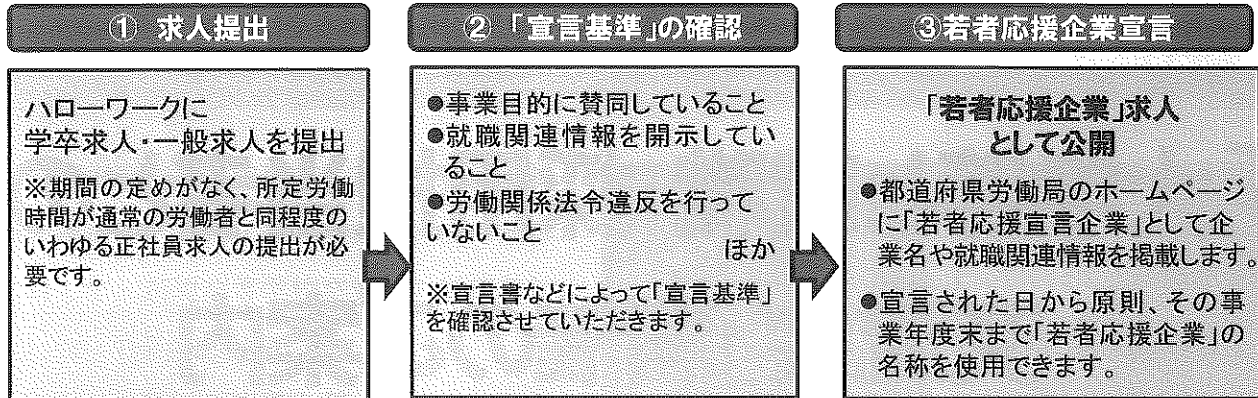 ① 求人提出
ハローワークに
学卒求人・一般求人を提出
※期間の定めがなく、所定労働
時間が通常の労働者と同程度の
いわゆる正社員求人の提出が必
要です。
② 「宣言基準」の確認
●事業目的に賛同していること
●就職関連情報を開示してい
ること
●労働関係法令違反を行って
いないこと
ほか
※宣言書などによって「宣言基準」
を確認させていただきます。
③若者応援企業宣言
「若者応援企業」求人
として公開
●都道府県労働局のホームページ
に「若者応援宣言企業」として企
業名や就職関連情報を掲載します。
●宣言された日から原則、その事
業年度末まで「若者応援企業」の
名称を使用できます。